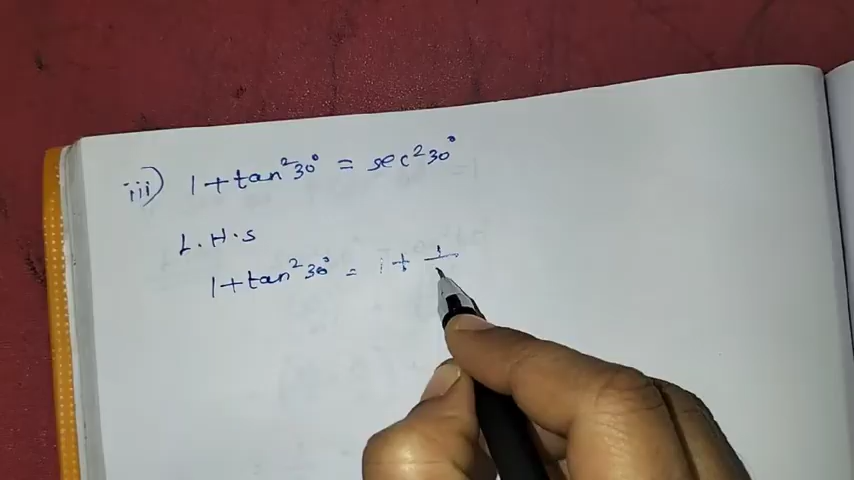 iii) 1+tan²30° = sec²30°
L.H.S
1+tan²30° = 1+ 1/